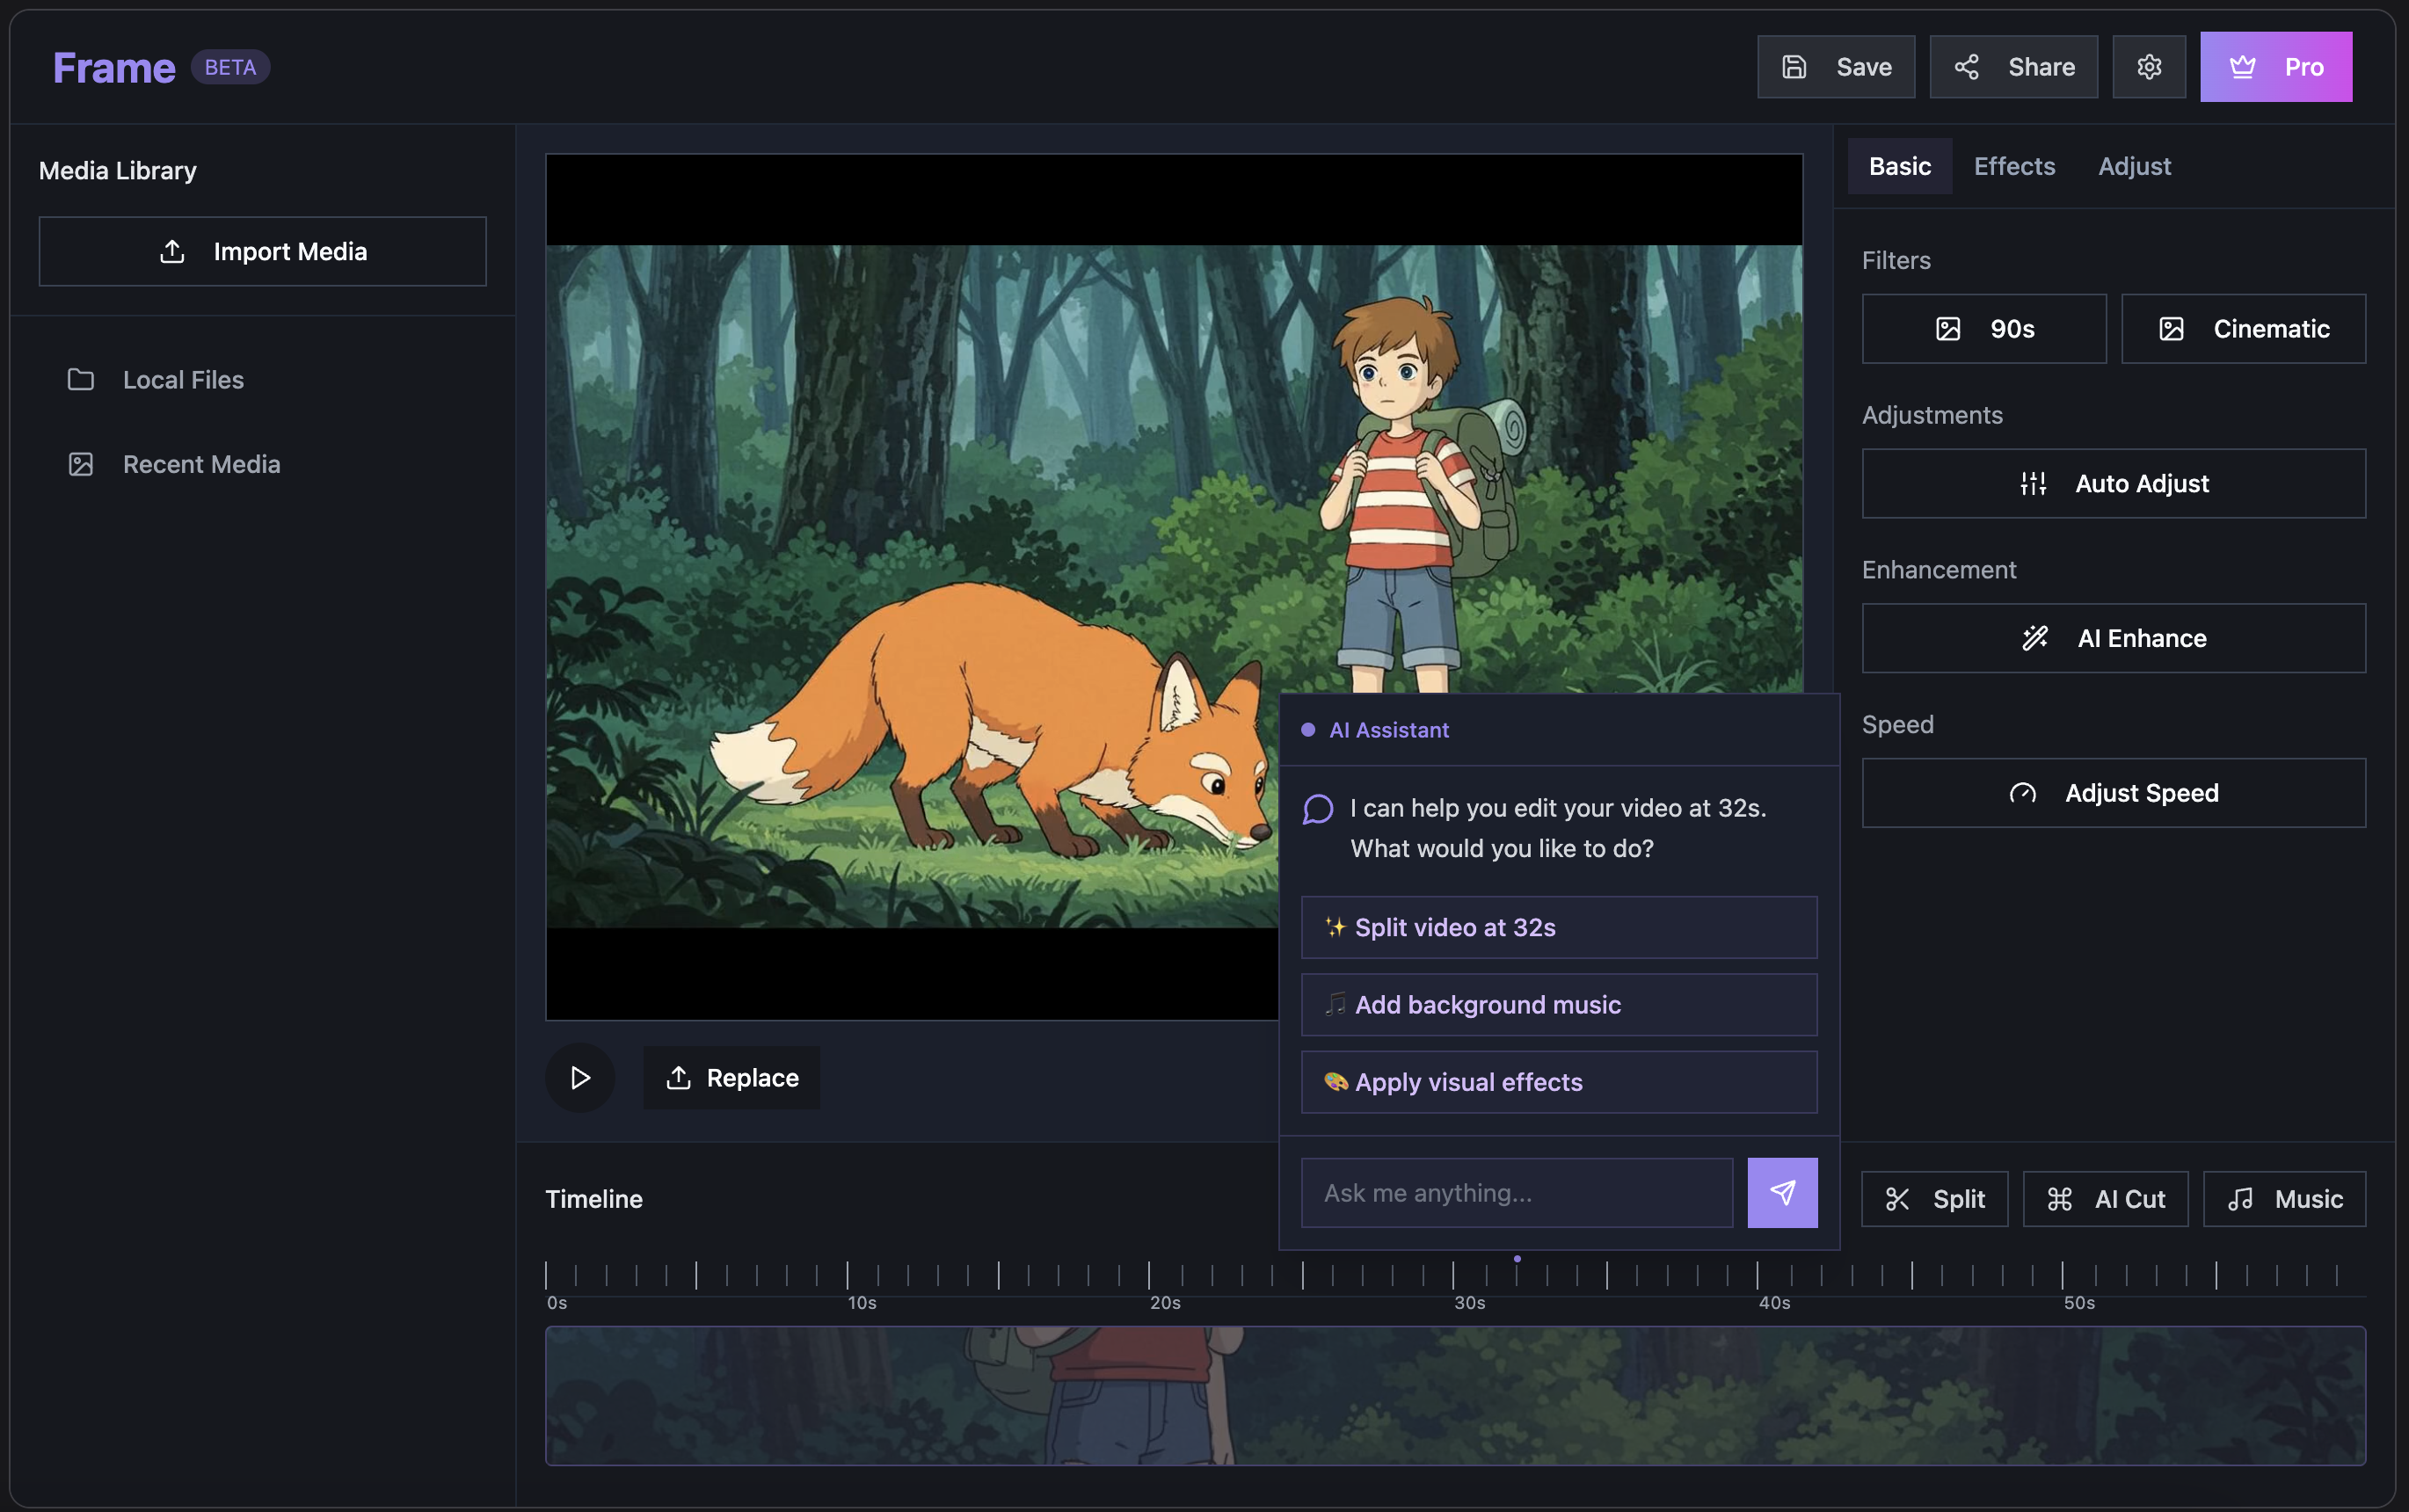 Frame BETA
Save
Share
Pro
Media Library
Import Media
Local Files
Recent Media
Basic
Effects
Adjust
Filters
90s
Cinematic
Adjustments
Auto Adjust
Enhancement
AI Enhance
Speed
Adjust Speed
AI Assistant
I can help you edit your video at 32s.
What would you like to do?
✨ Split video at 32s
🎵 Add background music
🎨 Apply visual effects
Ask me anything...
Replace
Timeline
Split
AI Cut
Music
0s 10s 20s 30s 40s 50s